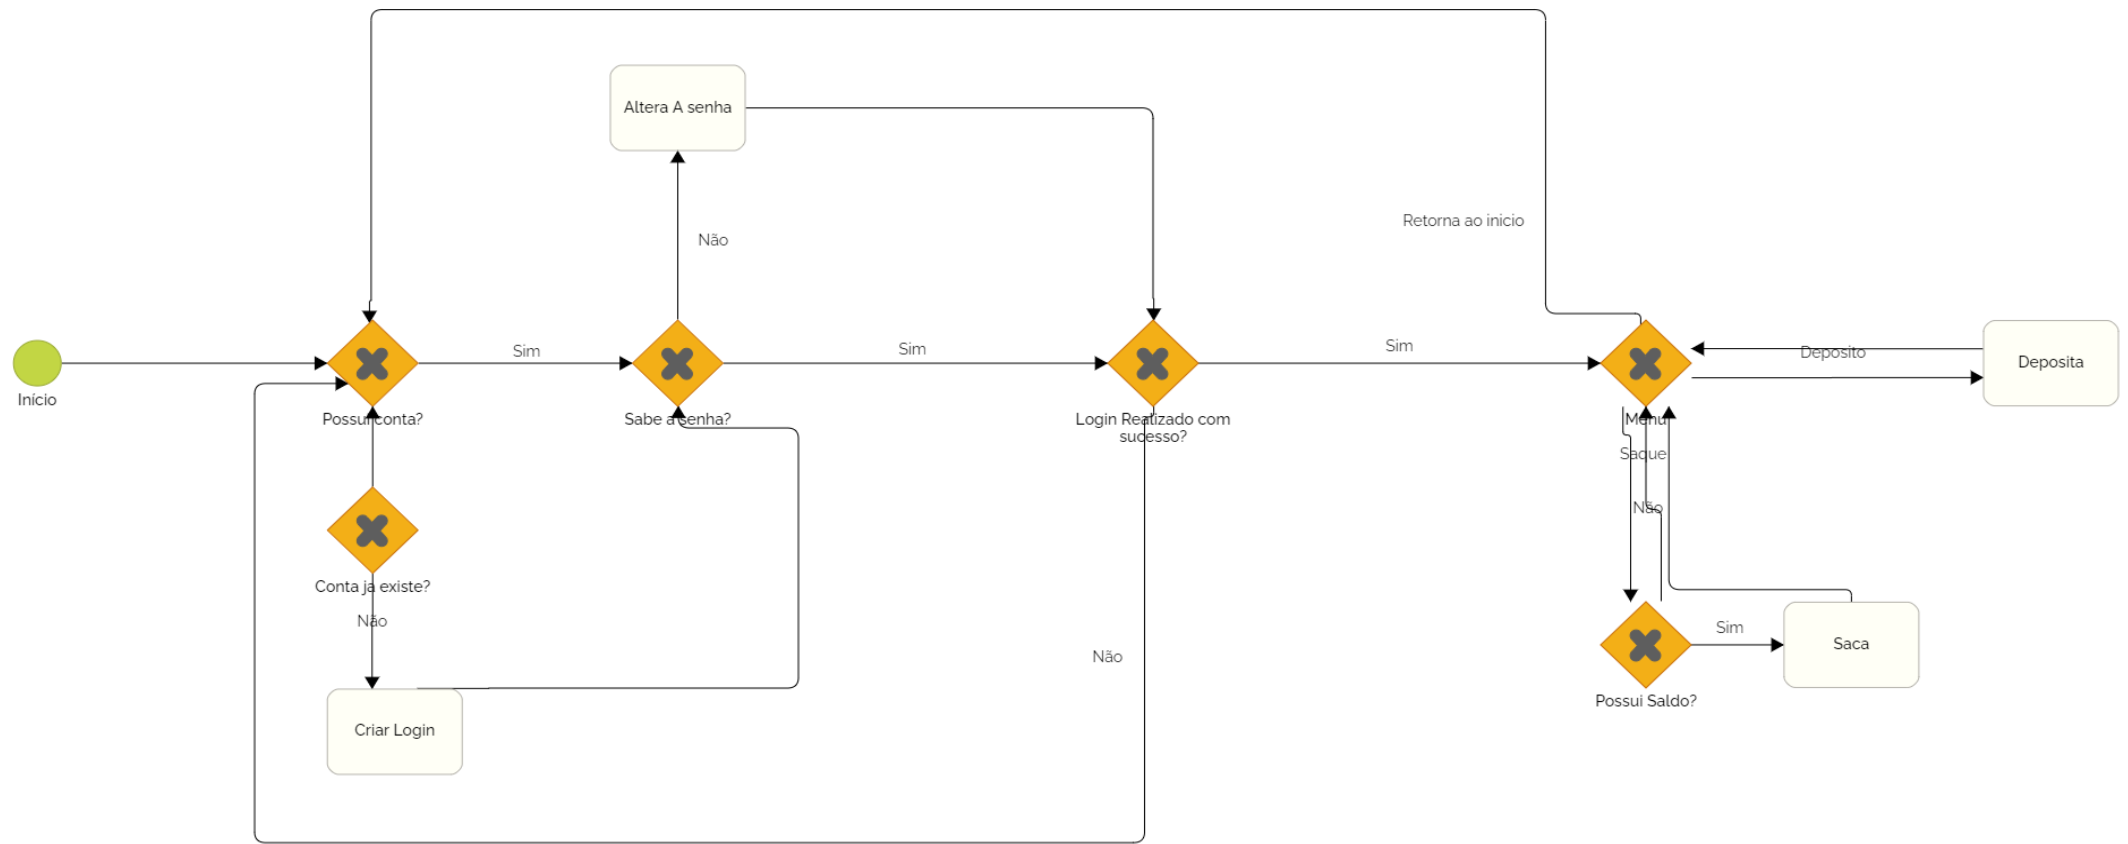 Altera A senha
Não
Retorna ao inicio
Início
Possui conta?
Sim
Sabe a senha?
Sim
Login Realizado com
sucesso?
Sim
Menu
Deposito
Deposita
Saque
Não
Conta ja existe?
Não
Criar Login
Não
Sim
Saca
Possui Saldo?